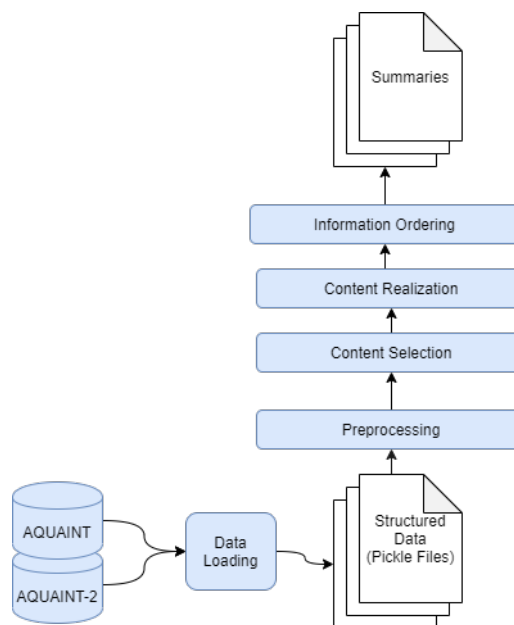 Summaries
Information Ordering
Content Realization
Content Selection
Preprocessing
AQUAINT
AQUAINT-2
Data
Loading
Structured
Data
(Pickle Files)